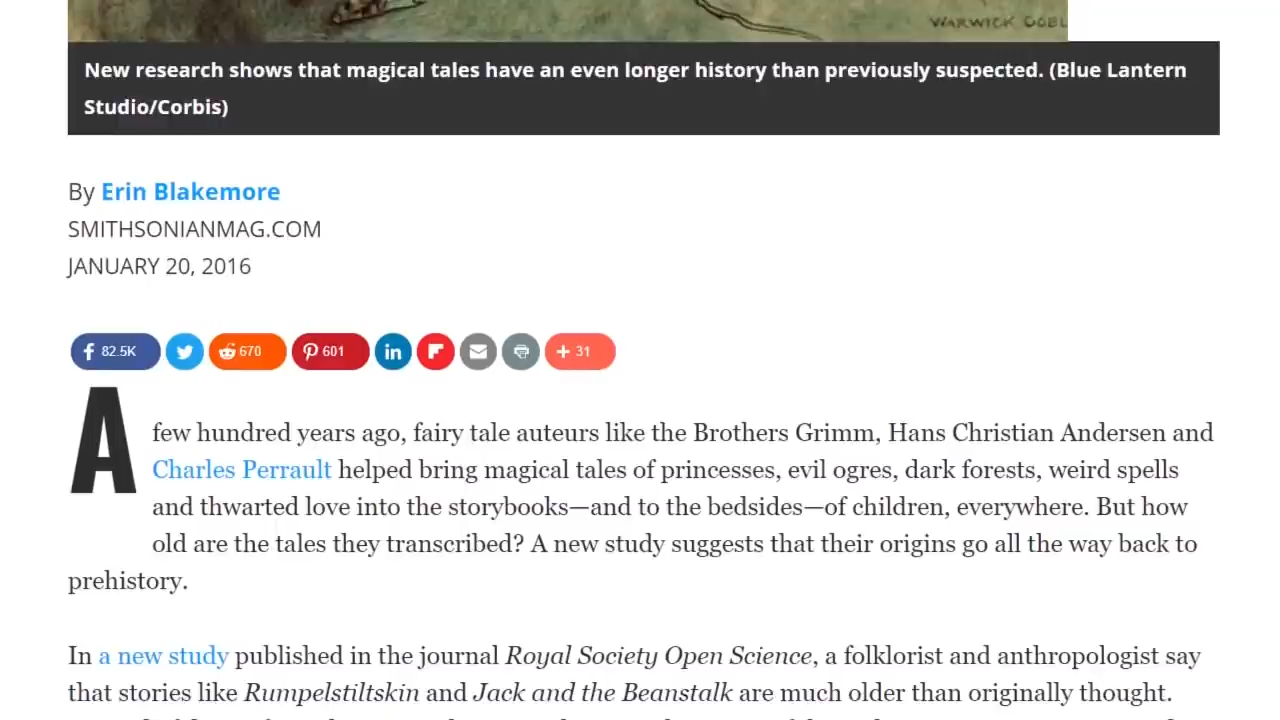 WARWICK GOBL
New research shows that magical tales have an even longer history than previously suspected. (Blue Lantern
Studio/Corbis)
By Erin Blakemore
SMITHSONIANMAG.COM
JANUARY 20, 2016
82.5K 670 601 in + 31
A few hundred years ago, fairy tale auteurs like the Brothers Grimm, Hans Christian Andersen and
Charles Perrault helped bring magical tales of princesses, evil ogres, dark forests, weird spells
and thwarted love into the storybooks—and to the bedsides—of children, everywhere. But how
old are the tales they transcribed? A new study suggests that their origins go all the way back to
prehistory.
In a new study published in the journal Royal Society Open Science, a folklorist and anthropologist say
that stories like Rumpelstiltskin and Jack and the Beanstalk are much older than originally thought.